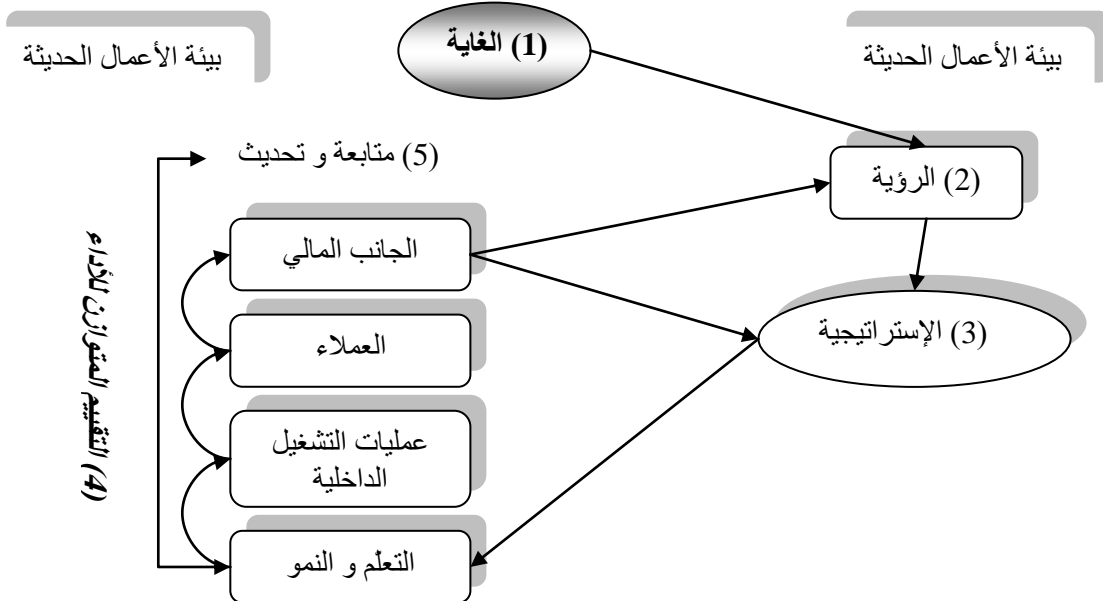 بيئة الأعمال الحديثة
(1) الغاية
بيئة الأعمال الحديثة
(2) الرؤية
(3) الإستراتيجية
(5) متابعة و تحديث
الجانب المالي
العملاء
عمليات التشغيل
الداخلية
التعلم و النمو
(4) التقييم المتوازن للأداء